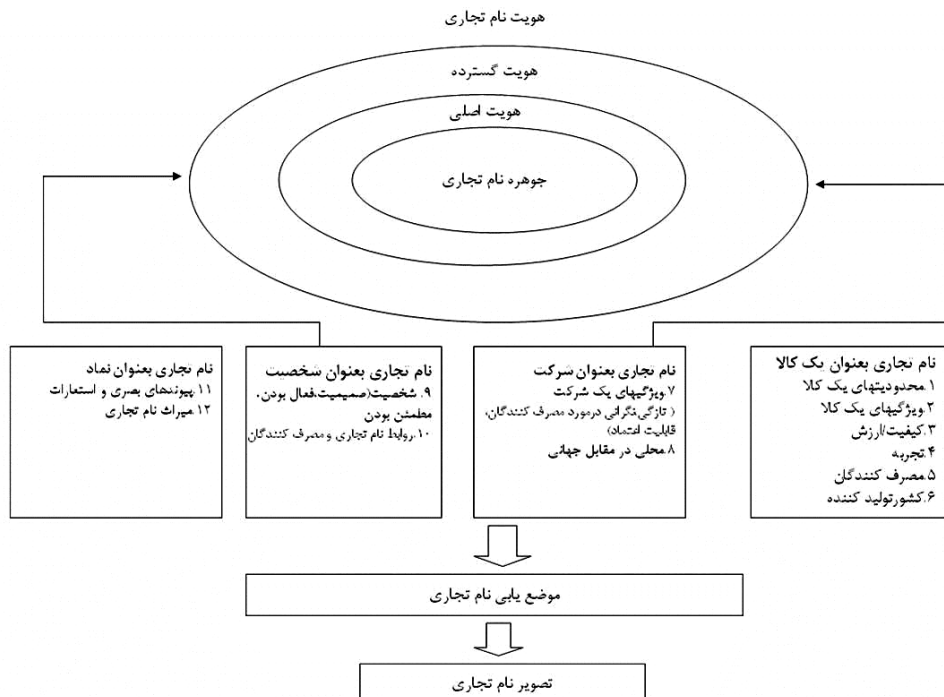 هویت نام تجاری
هویت گسترده
هویت اصلی
جوهره نام تجاری
نام تجاری بعنوان یک کالا
۱.محدودیتهای یک کالا
۲.ویژگیهای یک کالا
۳.کیفیت/ارزش
۴.تجربه
۵.مصرف کنندگان
۶.کشورتولید کننده
نام تجاری بعنوان شرکت
۷.ویژگیهای یک شرکت
( تازگی،نگرانی درمورد مصرف کنندگان،
قابلیت اعتماد)
۸.محلی در مقابل جهانی
نام تجاری بعنوان شخصیت
۹.شخصیت(صمیمیت،فعال بودن،
مطمئن بودن
۱۰.روابط نام تجاری و مصرف کنندگان
نام تجاری بعنوان نماد
۱۱.پیوندهای بصری و استعارات
۱۲.میراث نام تجاری
موضع یابی نام تجاری
تصویر نام تجاری